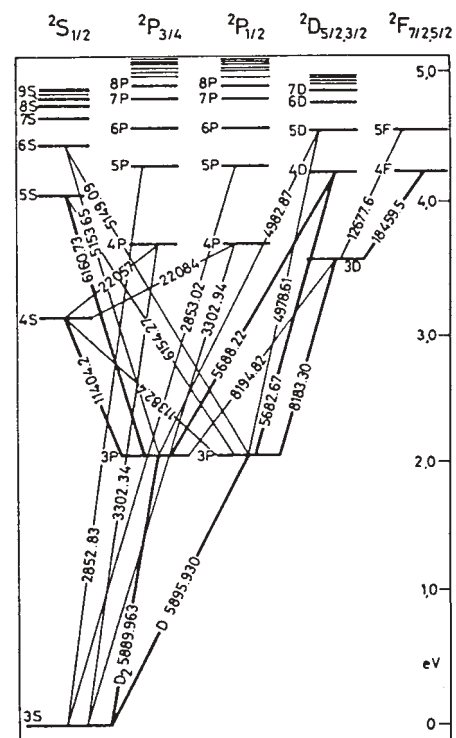 ²S₁/₂ ²P₃/₄ ²P₁/₂ ²D₅/₂,₃/₂ ²F₇/₂,₅/₂
5,0
9S 8P 8P 7D
8S 7P 7P 6D
7S
6S 6P 6P 5D 5F
5P 5P 4D 4F
5S 4,0
4P 4P
3D
4S 3,0
5149.09
5153.65
6160.73
22057
22084
4982.87
12677.6
18459.5
6154.27
2853.02
3302.94
4978.61
5688.22
8194.82
5682.67
8183.30
11404.2
11382.4
3P 3P 2,0
3302.34
2852.83
1,0
D₂ 5889.963
D 5895.930
eV
3S 0